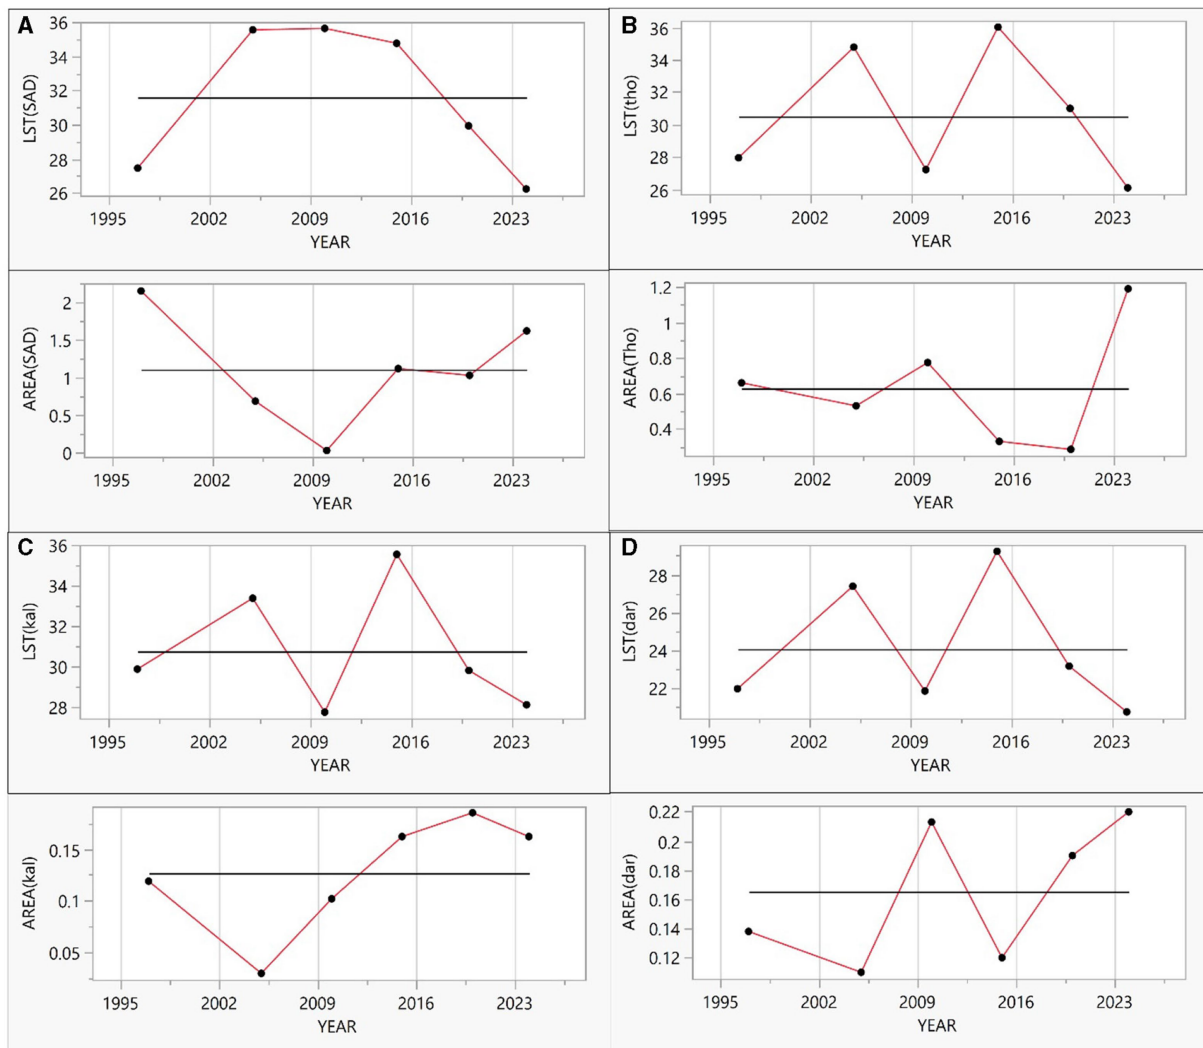 A
LST(SAD)
36
34
32
30
28
26
1995 2002 2009 2016 2023
YEAR
AREA(SAD)
2
1.5
1
0.5
0
1995 2002 2009 2016 2023
YEAR
B
LST(tho)
36
34
32
30
28
26
1995 2002 2009 2016 2023
YEAR
AREA(Tho)
1.2
1
0.8
0.6
0.4
1995 2002 2009 2016 2023
YEAR
C
LST(kal)
36
34
32
30
28
1995 2002 2009 2016 2023
YEAR
AREA(kal)
0.15
0.1
0.05
1995 2002 2009 2016 2023
YEAR
D
LST(dar)
28
26
24
22
1995 2002 2009 2016 2023
YEAR
AREA(dar)
0.22
0.2
0.18
0.16
0.14
0.12
1995 2002 2009 2016 2023
YEAR